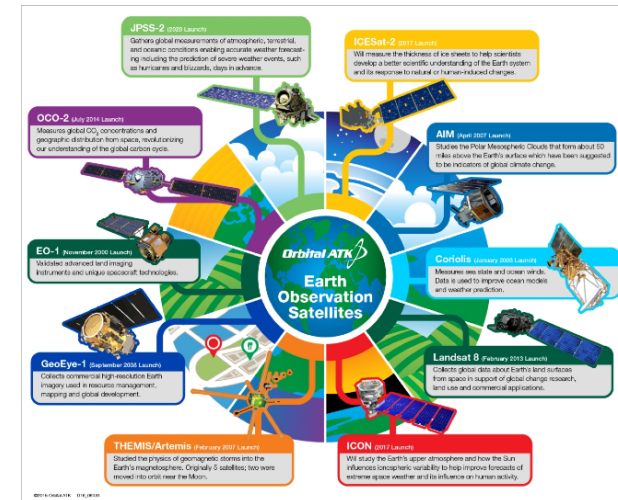 JPSS-2 (2020 Launch)
Gathers global measurements of atmospheric, terrestrial,
and oceanic conditions enabling accurate weather forecast-
ing including the prediction of severe weather events, such
as hurricanes and blizzards, days in advance.
ICESat-2 (2017 Launch)
Will measure the thickness of ice sheets to help scientists
develop a better scientific understanding of the Earth system
and its response to natural or human-induced changes.
OCO-2 (July 2014 Launch)
Measures global CO₂ concentrations and
geographic distribution from space, revolutionizing
our understanding of the global carbon cycle.
AIM (April 2007 Launch)
Studies the Polar Mesospheric Clouds that form about 50
miles above the Earth's surface which have been suggested
to be indicators of global climate change.
EO-1 (November 2000 Launch)
Validated advanced land imaging
instruments and unique spacecraft technologies.
Orbital ATK
Earth
Observation
Satellites
Coriolis (January 2003 Launch)
Measures sea state and ocean winds.
Data is used to improve ocean models
and weather prediction.
GeoEye-1 (September 2008 Launch)
Collects commercial high-resolution Earth
imagery used in resource management,
mapping and global development.
Landsat 8 (February 2013 Launch)
Collects global data about Earth's land surfaces
from space in support of global change research,
land use and commercial applications.
THEMIS/Artemis (February 2007 Launch)
Studied the physics of geomagnetic storms into the
Earth's magnetosphere. Originally 5 satellites; two were
moved into orbit near the Moon.
ICON (2017 Launch)
Will study the Earth's upper atmosphere and how the Sun
influences ionospheric variability to help improve forecasts of
extreme space weather and its influence on human activity.